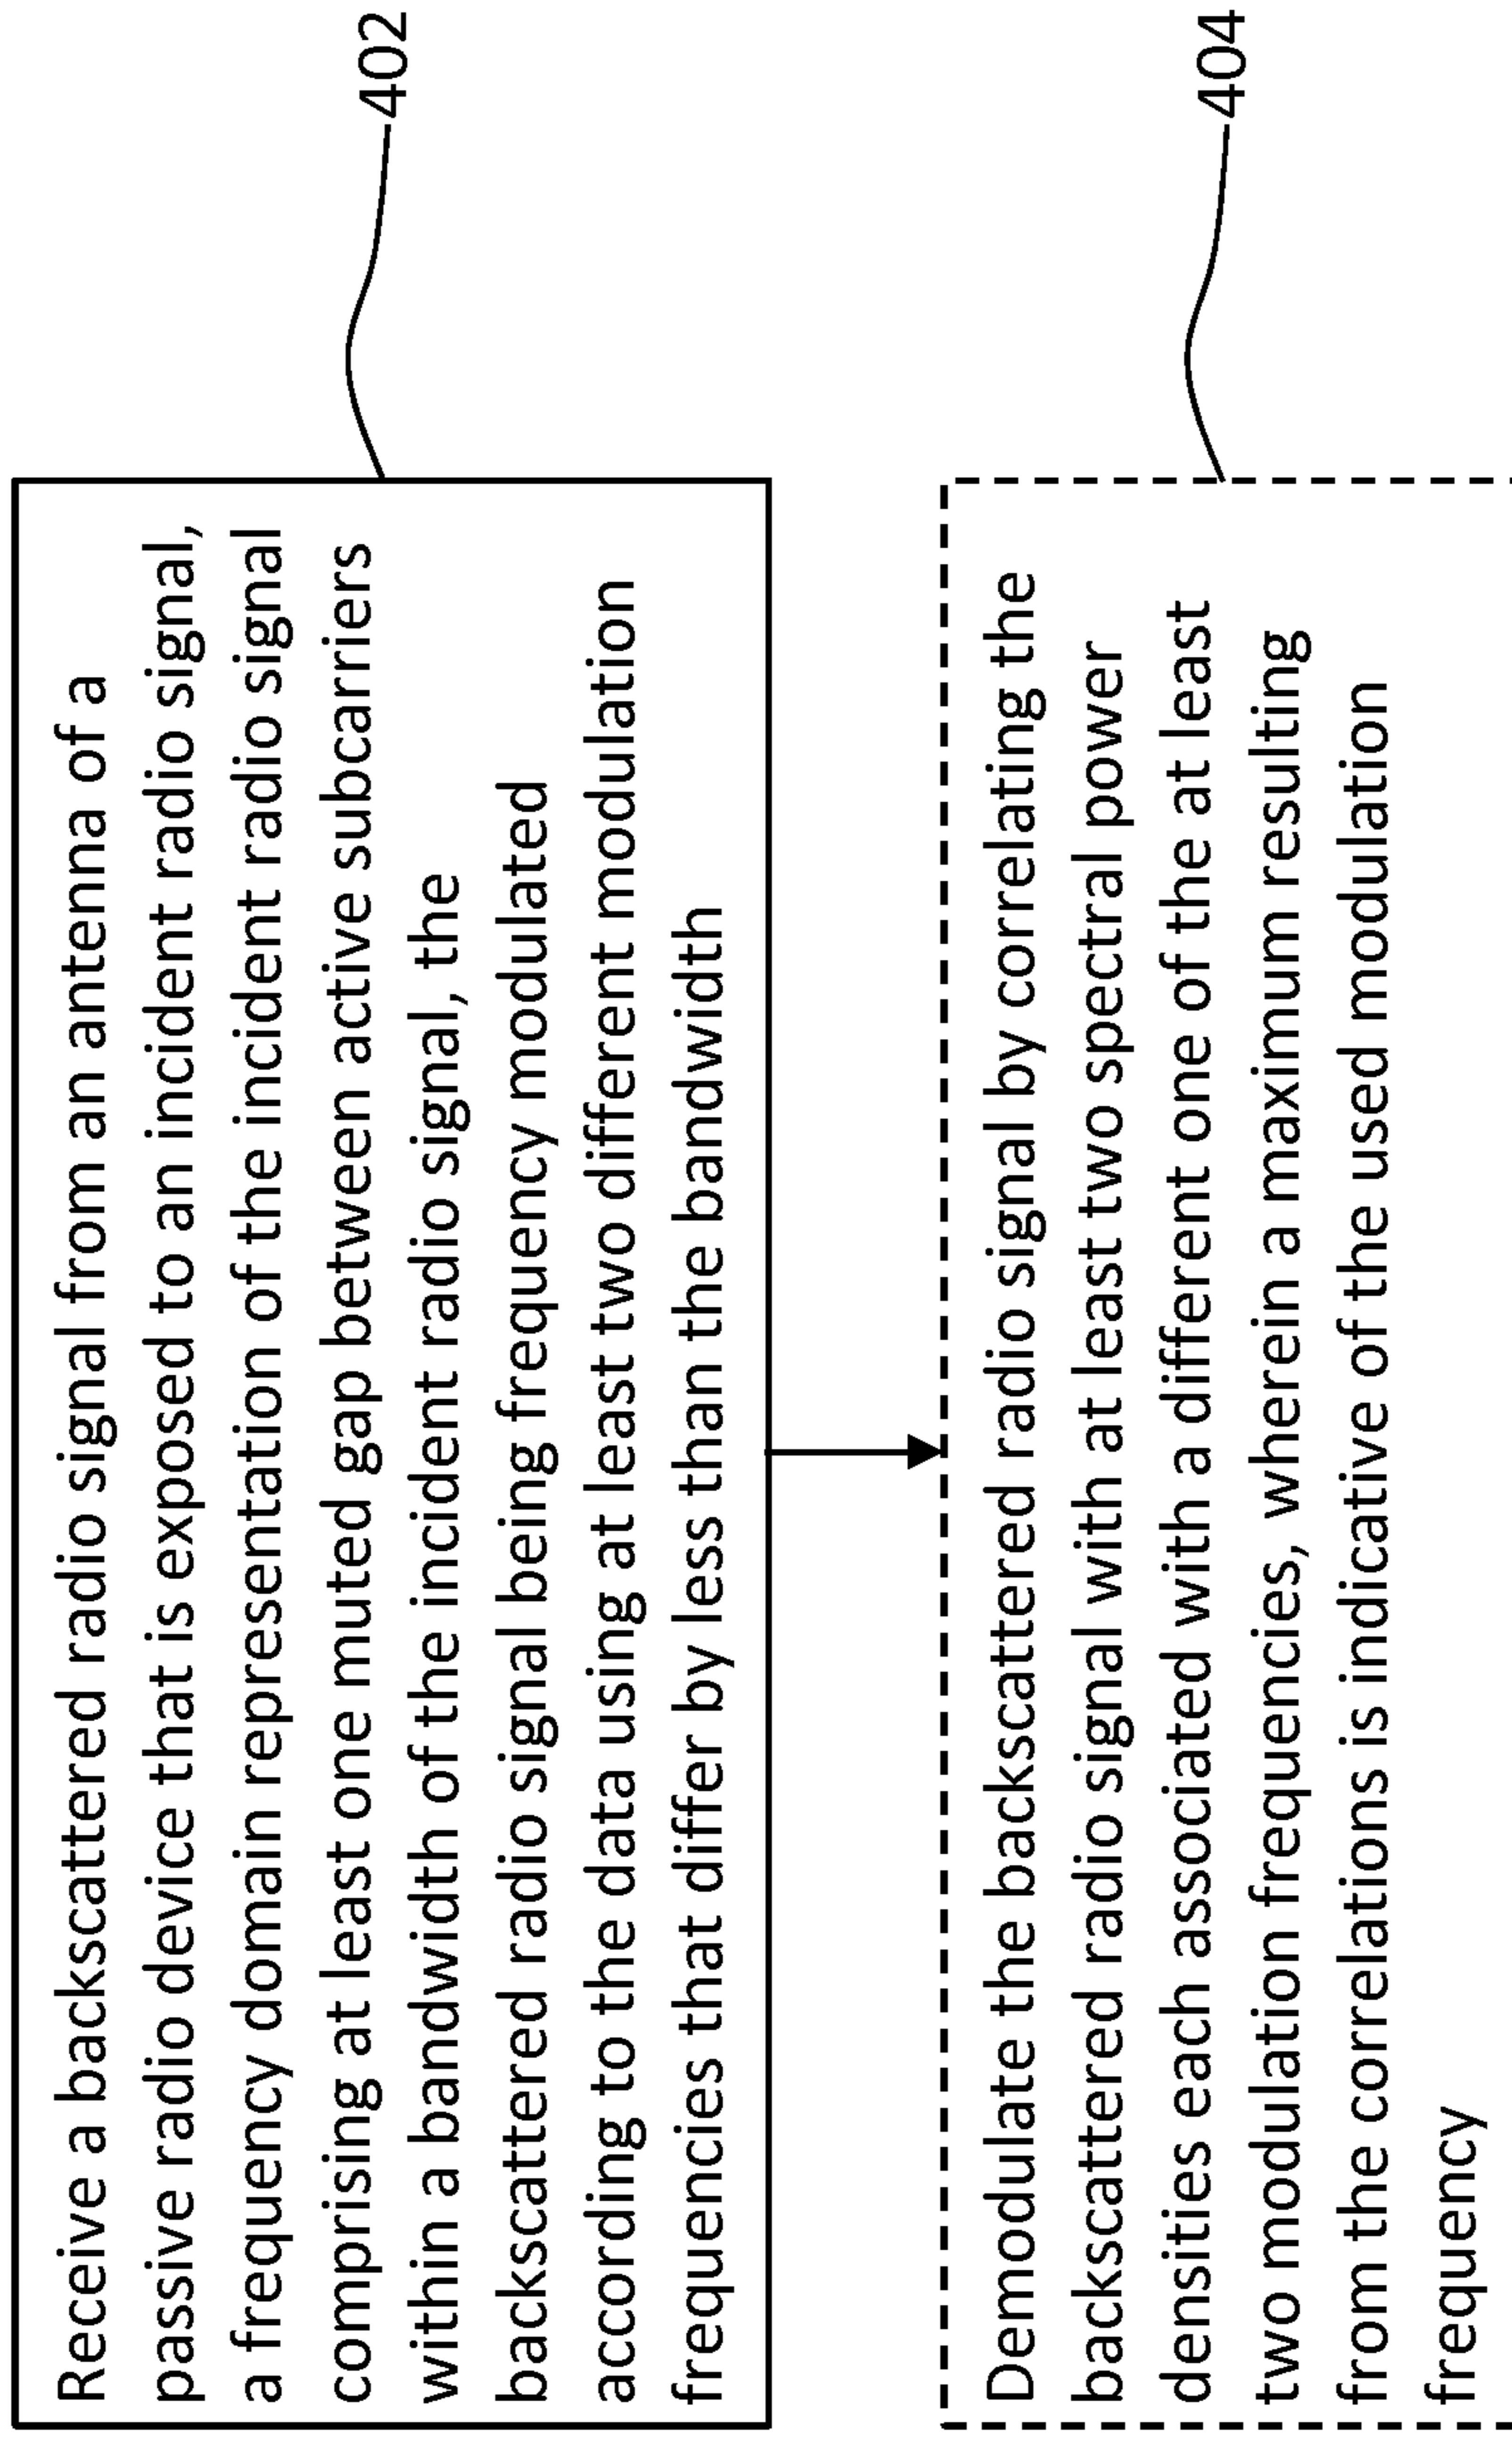 Receive a backscattered radio signal from an antenna of a
passive radio device that is exposed to an incident radio signal,
a frequency domain representation of the incident radio signal
comprising at least one muted gap between active subcarriers
within a bandwidth of the incident radio signal, the
backscattered radio signal being frequency modulated
according to the data using at least two different modulation
frequencies that differ by less than the bandwidth
402
Demodulate the backscattered radio signal by correlating the
backscattered radio signal with at least two spectral power
densities each associated with a different one of the at least
two modulation frequencies, wherein a maximum resulting
from the correlations is indicative of the used modulation
frequency
404